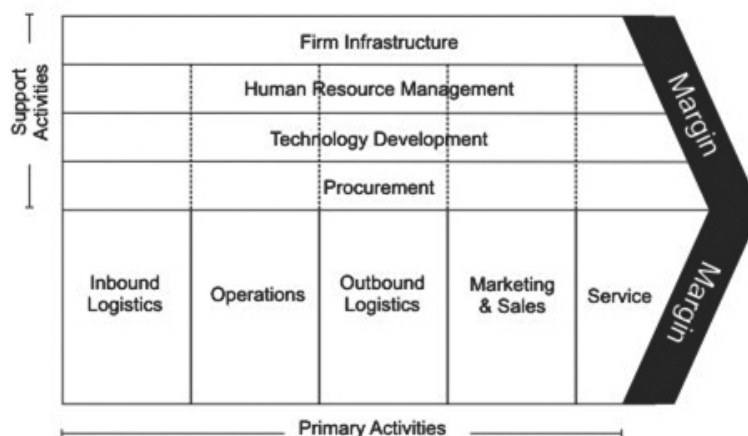 Support
Activities
Firm Infrastructure
Human Resource Management
Technology Development
Procurement
Margin
Inbound
Logistics
Operations
Outbound
Logistics
Marketing
& Sales
Service
Margin
Primary Activities